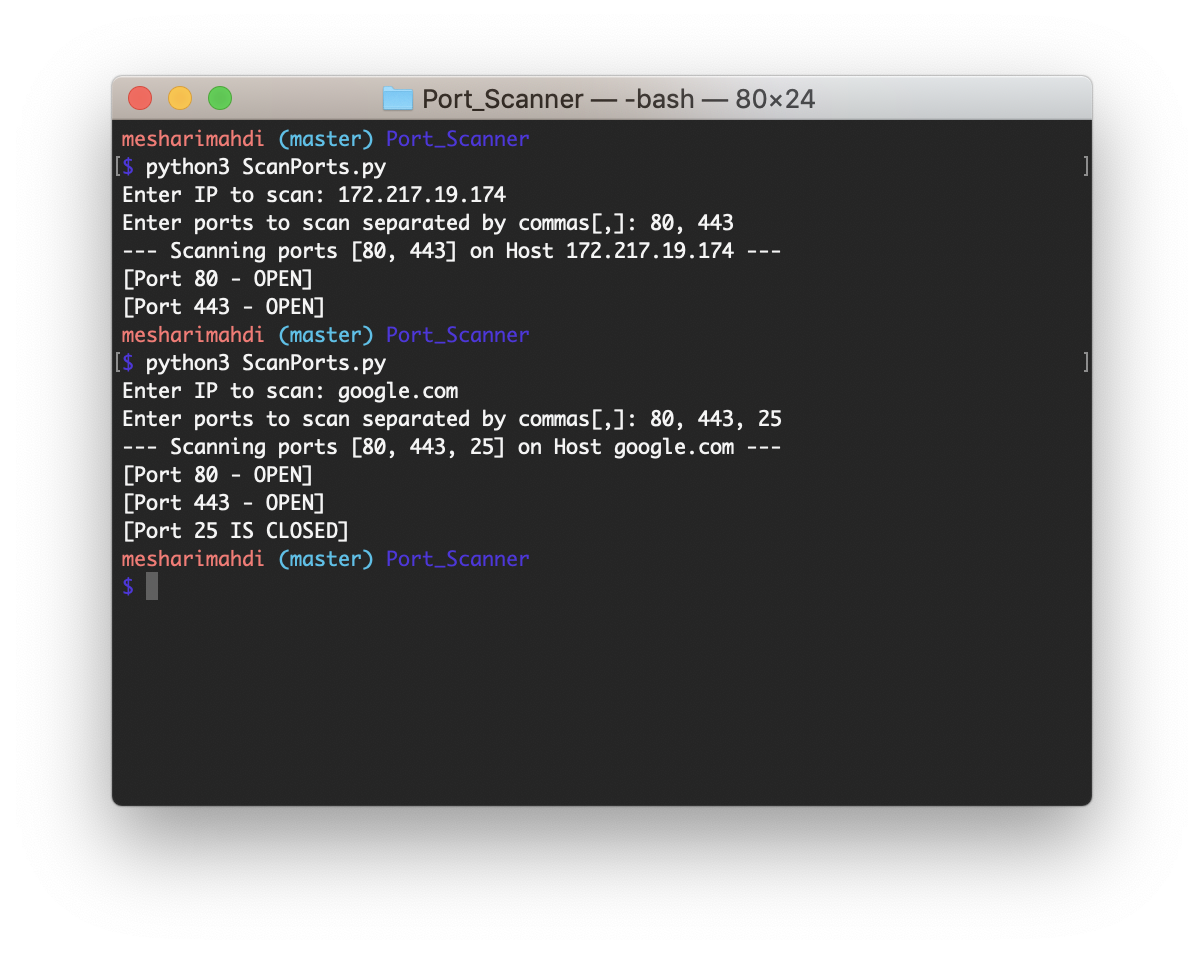 Port_Scanner — -bash — 80×24
mesharimahdi (master) Port_Scanner
[$ python3 ScanPorts.py ]
Enter IP to scan: 172.217.19.174
Enter ports to scan separated by commas[,]: 80, 443
--- Scanning ports [80, 443] on Host 172.217.19.174 ---
[Port 80 - OPEN]
[Port 443 - OPEN]
mesharimahdi (master) Port_Scanner
[$ python3 ScanPorts.py ]
Enter IP to scan: google.com
Enter ports to scan separated by commas[,]: 80, 443, 25
--- Scanning ports [80, 443, 25] on Host google.com ---
[Port 80 - OPEN]
[Port 443 - OPEN]
[Port 25 IS CLOSED]
mesharimahdi (master) Port_Scanner
$